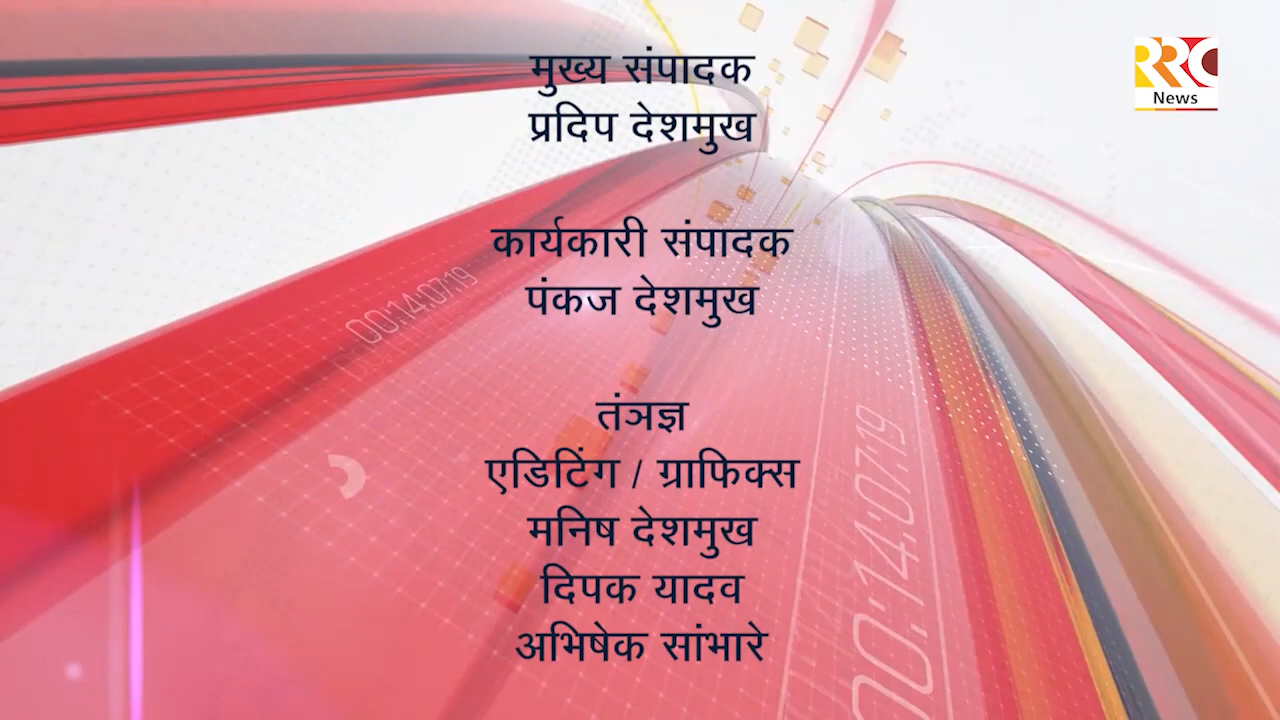 मुख्य संपादक
प्रदिप देशमुख
RRC
News
कार्यकारी संपादक
पंकज देशमुख
तंञज्ञ
एडिटिंग / ग्राफिक्स
मनिष देशमुख
दिपक यादव
अभिषेक सांभारे
00:14:07:19
00:14:07:19